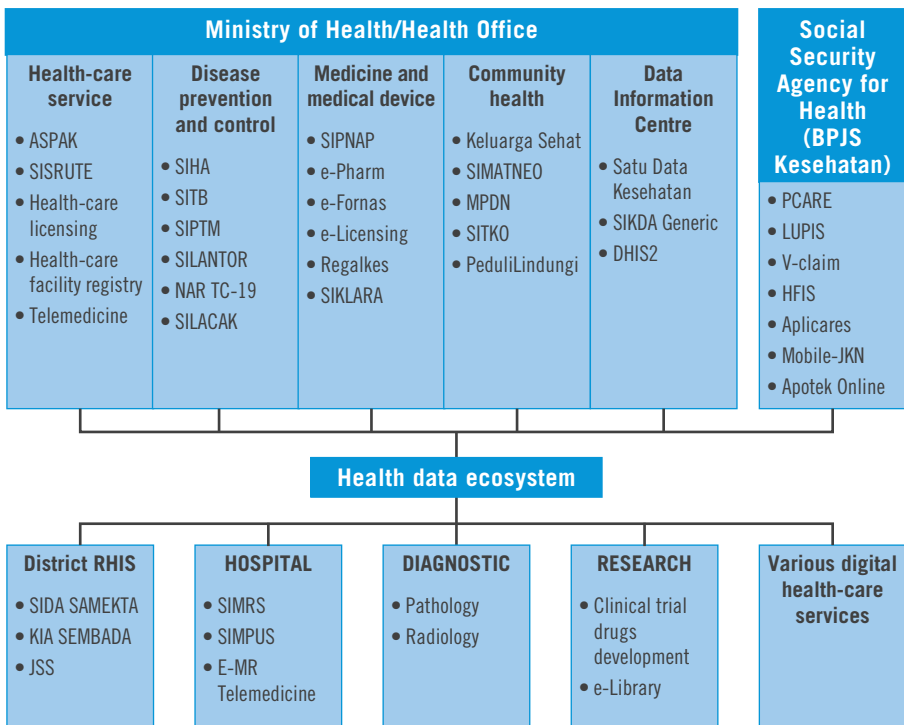 Ministry of Health/Health Office
Health-care
service
• ASPAK
• SISRUTE
• Health-care
licensing
• Health-care
facility registry
• Telemedicine
Disease
prevention
and control
• SIHA
• SITB
• SIPTM
• SILANTOR
• NAR TC-19
• SILACAK
Medicine and
medical device
• SIPNAP
• e-Pharm
• e-Fornas
• e-Licensing
• Regalkes
• SIKLARA
Community
health
• Keluarga Sehat
• SIMATNEO
• MPDN
• SITKO
• PeduliLindungi
Data
Information
Centre
• Satu Data
Kesehatan
• SIKDA Generic
• DHIS2
Social
Security
Agency for
Health
(BPJS
Kesehatan)
• PCARE
• LUPIS
• V-claim
• HFIS
• Aplicares
• Mobile-JKN
• Apotek Online
Health data ecosystem
District RHIS
• SIDA SAMEKTA
• KIA SEMBADA
• JSS
HOSPITAL
• SIMRS
• SIMPUS
• E-MR
Telemedicine
DIAGNOSTIC
• Pathology
• Radiology
RESEARCH
• Clinical trial
drugs
development
• e-Library
Various digital
health-care
services